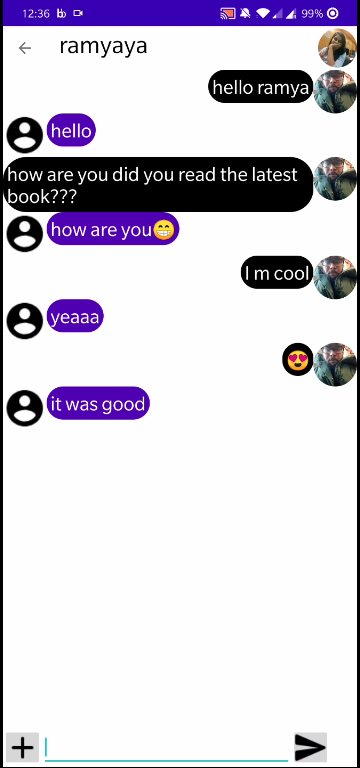 12:36 99%
ramyaya
hello ramya
hello
how are you did you read the latest
book???
how are you😁
I m cool
yeaaa
😍
it was good